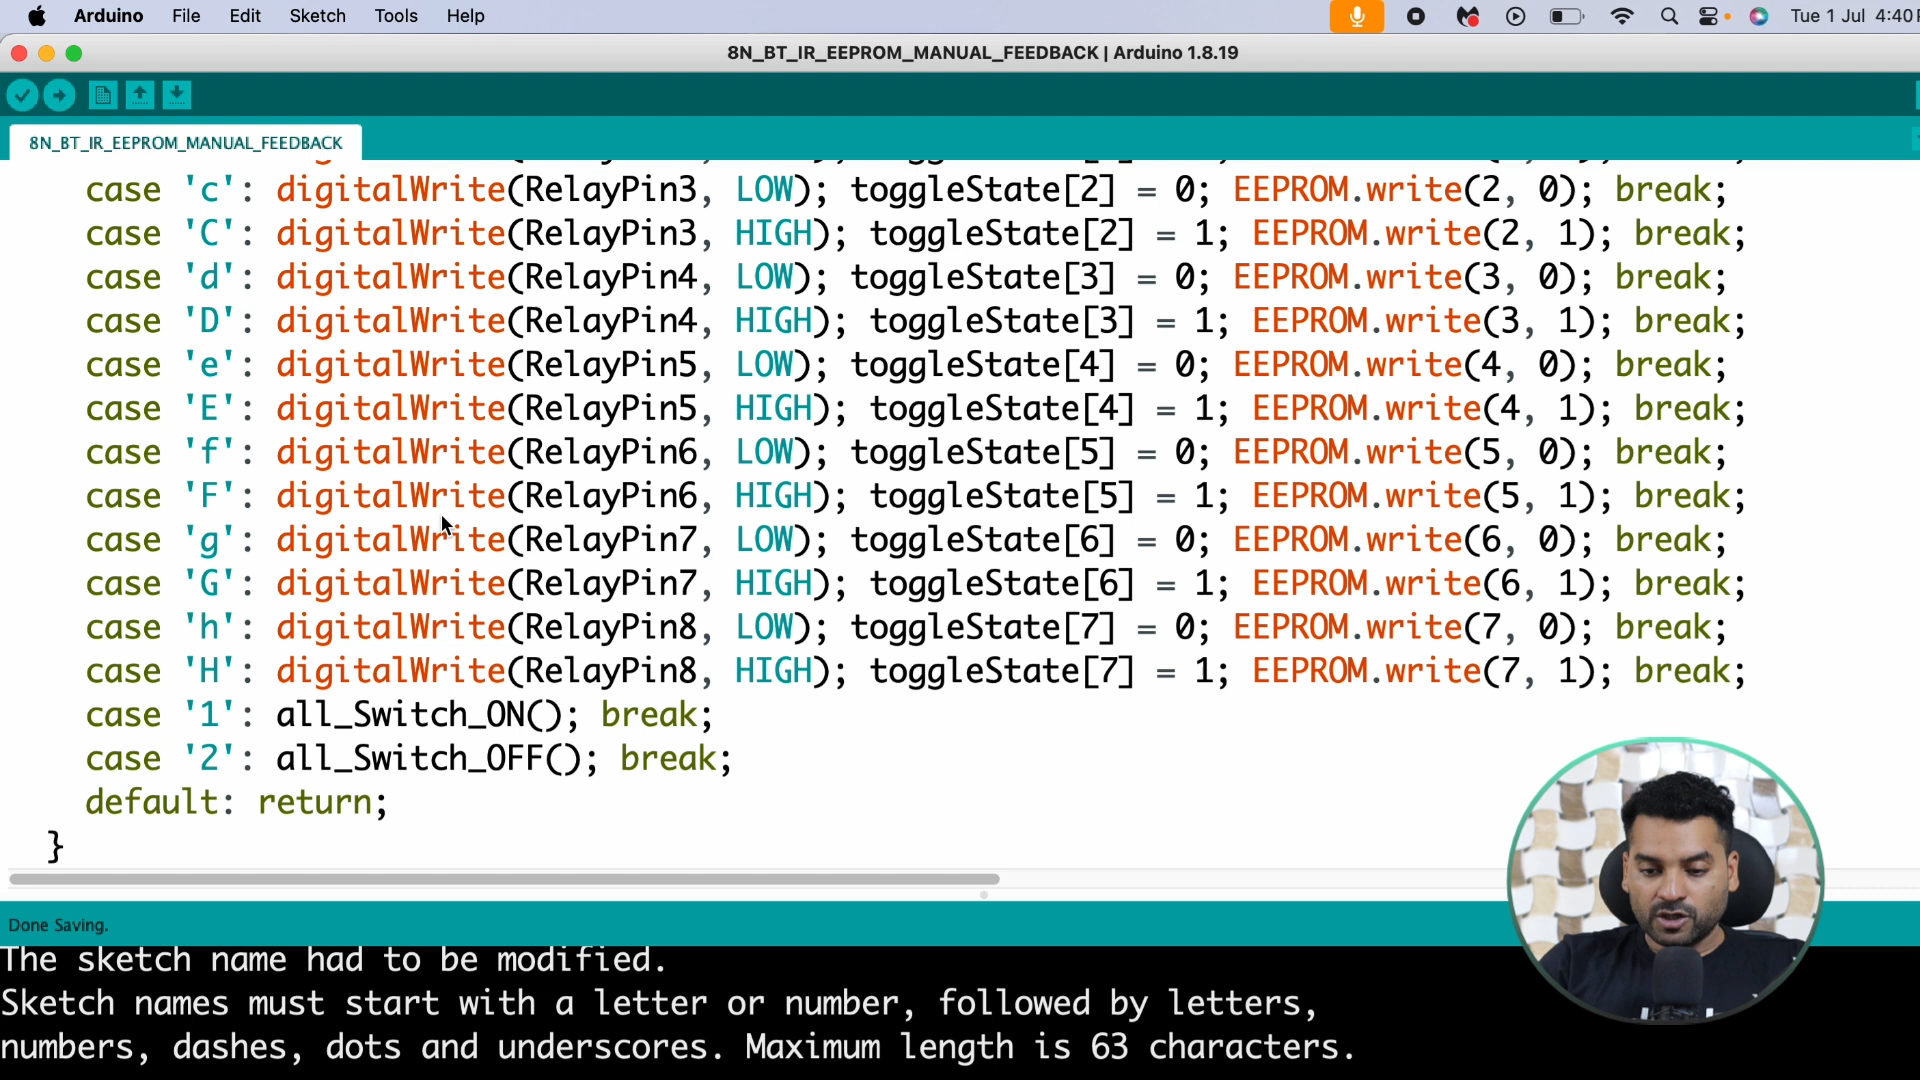 Arduino File Edit Sketch Tools Help Tue 1 Jul 4:40
8N_BT_IR_EEPROM_MANUAL_FEEDBACK | Arduino 1.8.19
8N_BT_IR_EEPROM_MANUAL_FEEDBACK
case 'c': digitalWrite(RelayPin3, LOW); toggleState[2] = 0; EEPROM.write(2, 0); break;
case 'C': digitalWrite(RelayPin3, HIGH); toggleState[2] = 1; EEPROM.write(2, 1); break;
case 'd': digitalWrite(RelayPin4, LOW); toggleState[3] = 0; EEPROM.write(3, 0); break;
case 'D': digitalWrite(RelayPin4, HIGH); toggleState[3] = 1; EEPROM.write(3, 1); break;
case 'e': digitalWrite(RelayPin5, LOW); toggleState[4] = 0; EEPROM.write(4, 0); break;
case 'E': digitalWrite(RelayPin5, HIGH); toggleState[4] = 1; EEPROM.write(4, 1); break;
case 'f': digitalWrite(RelayPin6, LOW); toggleState[5] = 0; EEPROM.write(5, 0); break;
case 'F': digitalWrite(RelayPin6, HIGH); toggleState[5] = 1; EEPROM.write(5, 1); break;
case 'g': digitalWrite(RelayPin7, LOW); toggleState[6] = 0; EEPROM.write(6, 0); break;
case 'G': digitalWrite(RelayPin7, HIGH); toggleState[6] = 1; EEPROM.write(6, 1); break;
case 'h': digitalWrite(RelayPin8, LOW); toggleState[7] = 0; EEPROM.write(7, 0); break;
case 'H': digitalWrite(RelayPin8, HIGH); toggleState[7] = 1; EEPROM.write(7, 1); break;
case '1': all_Switch_ON(); break;
case '2': all_Switch_OFF(); break;
default: return;
}
Done Saving.
The sketch name had to be modified.
Sketch names must start with a letter or number, followed by letters,
numbers, dashes, dots and underscores. Maximum length is 63 characters.